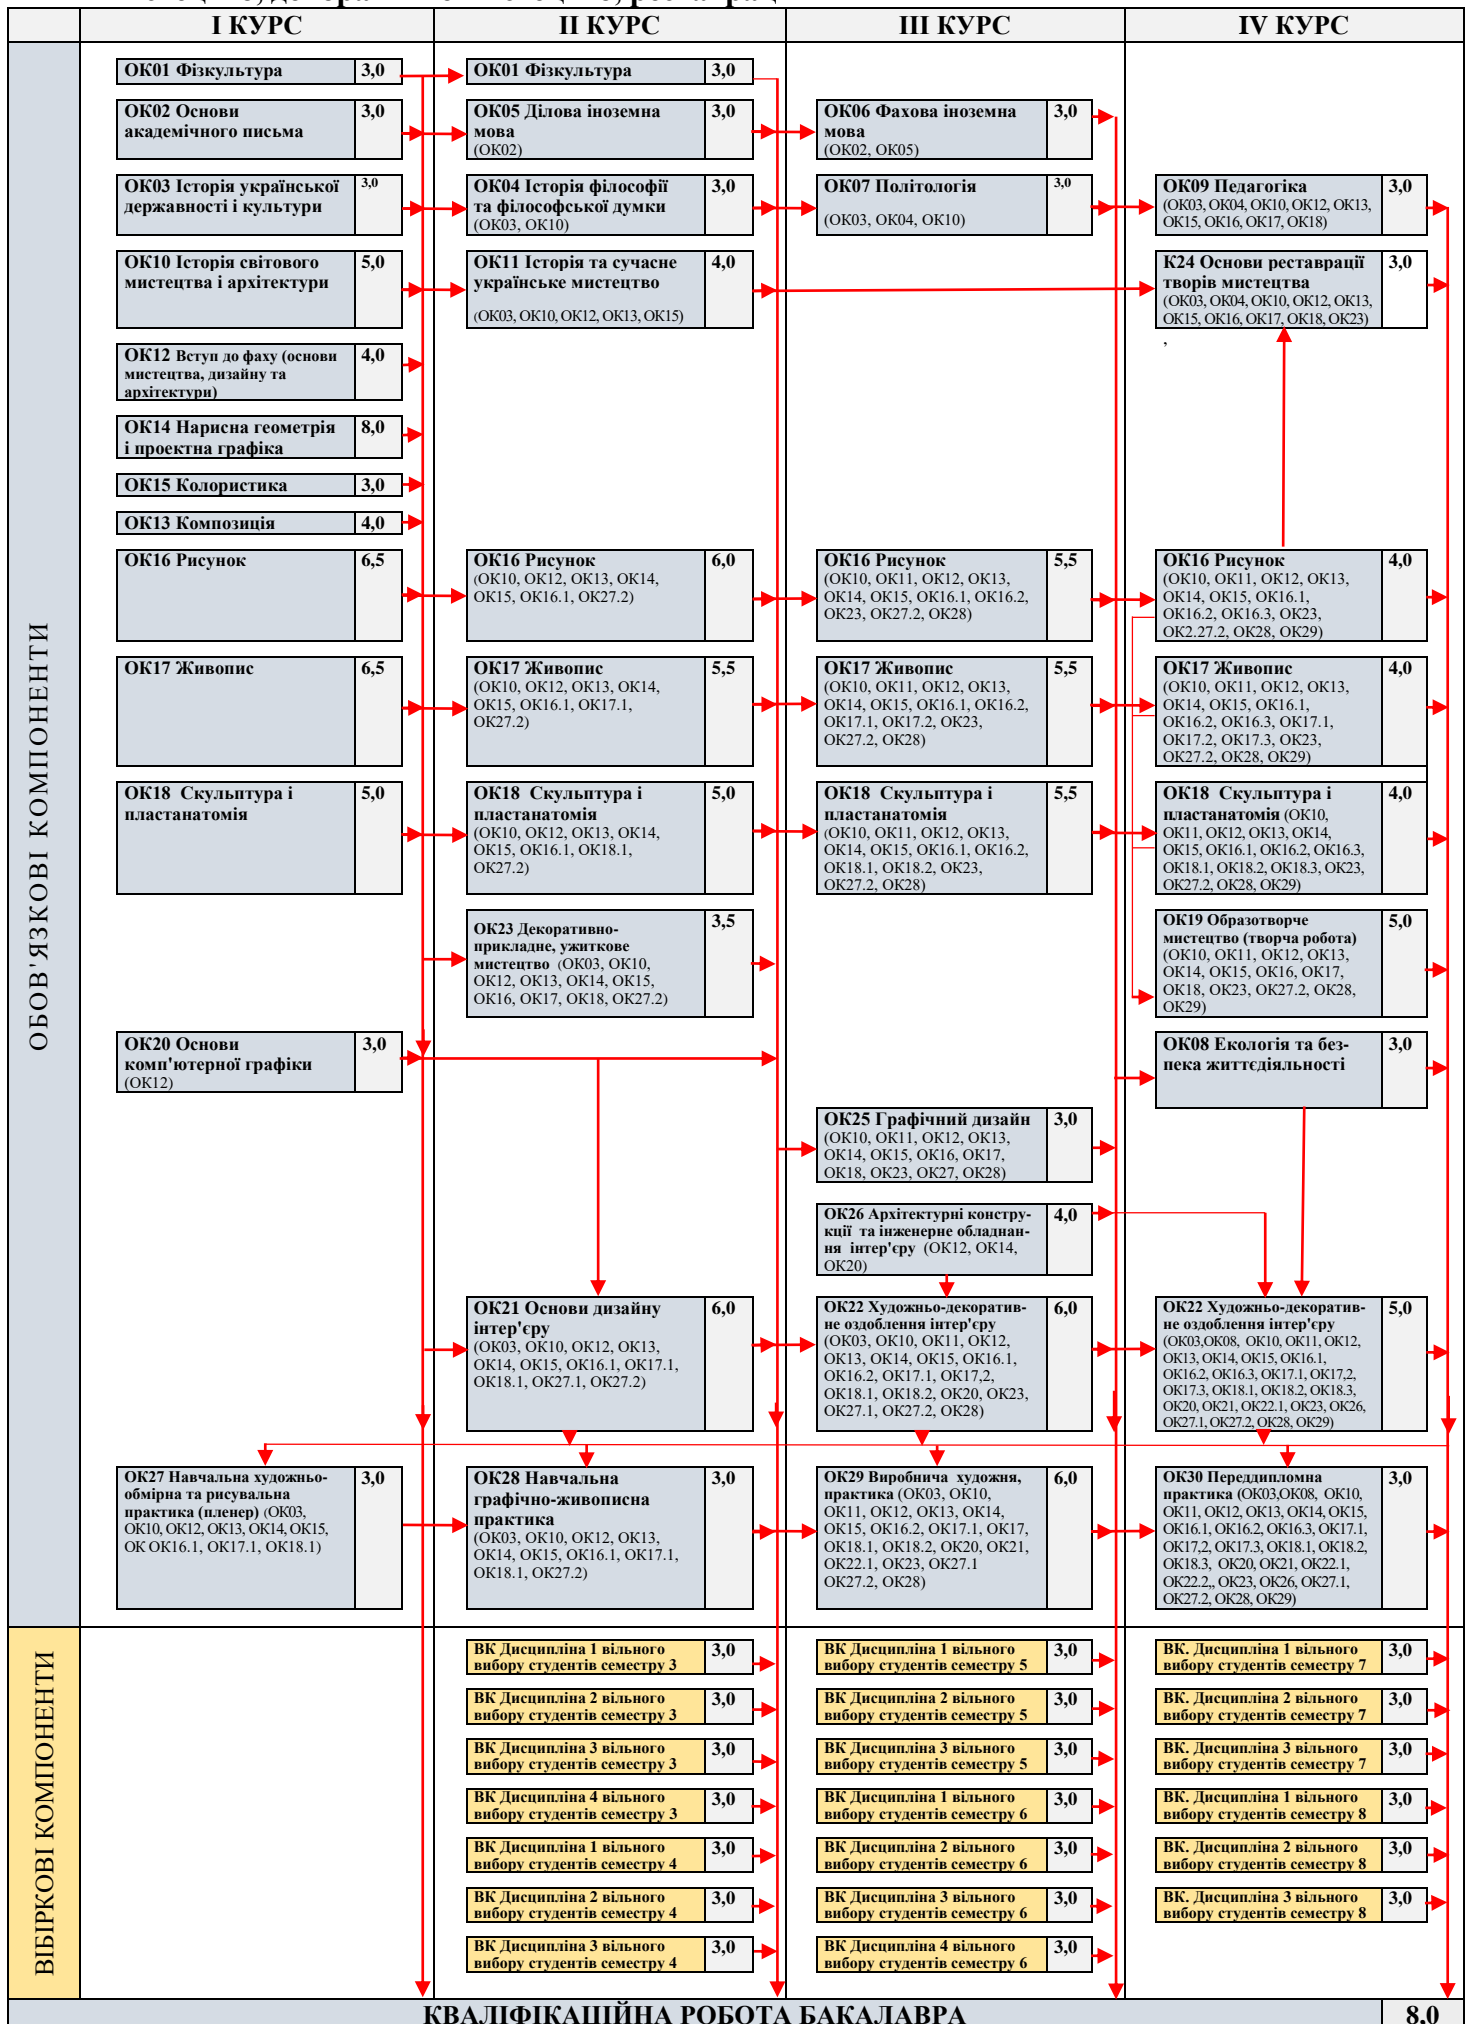 І КУРС
ІІ КУРС
ІІІ КУРС
ІV КУРС
ОБОВ'ЯЗКОВІ КОМПОНЕНТИ
ОК01 Фізкультура 3,0
ОК01 Фізкультура 3,0
ОК02 Основи
академічного письма
3,0
ОК05 Ділова іноземна
мова
(ОК02)
3,0
ОК06 Фахова іноземна
мова
(ОК02, ОК05)
3,0
ОК03 Історія української
державності і культури
3,0
ОК04 Історія філософії
та філософської думки
(ОК03, ОК10)
3,0
ОК07 Політологія
(ОК03, ОК04, ОК10)
3,0
ОК09 Педагогіка
(ОК03, ОК04, ОК10, ОК12, ОК13,
ОК15, ОК16, ОК17, ОК18)
3,0
ОК10 Історія світового
мистецтва і архітектури
5,0
ОК11 Історія та сучасне
українське мистецтво
(ОК03, ОК10, ОК12, ОК13, ОК15)
4,0
К24 Основи реставрації
творів мистецтва
(ОК03, ОК04, ОК10, ОК12, ОК13,
ОК15, ОК16, ОК17, ОК18, ОК23)
,
3,0
ОК12 Вступ до фаху (основи
мистецтва, дизайну та
архітектури)
4,0
ОК14 Нарисна геометрія
і проектна графіка
8,0
ОК15 Колористика 3,0
ОК13 Композиція 4,0
ОК16 Рисунок
6,5
ОК16 Рисунок
(ОК10, ОК12, ОК13, ОК14,
ОК15, ОК16.1, ОК27.2)
6,0
ОК16 Рисунок
(ОК10, ОК11, ОК12, ОК13,
ОК14, ОК15, ОК16.1, ОК16.2,
ОК23, ОК27.2, ОК28)
5,5
ОК16 Рисунок
(ОК10, ОК11, ОК12, ОК13,
ОК14, ОК15, ОК16.1,
ОК16.2, ОК16.3, ОК23,
ОК2.27.2, ОК28, ОК29)
4,0
ОК17 Живопис
6,5
ОК17 Живопис
(ОК10, ОК12, ОК13, ОК14,
ОК15, ОК16.1, ОК17.1,
ОК27.2)
5,5
ОК17 Живопис
(ОК10, ОК11, ОК12, ОК13,
ОК14, ОК15, ОК16.1, ОК16.2,
ОК17.1, ОК17.2, ОК23,
ОК27.2, ОК28)
5,5
ОК17 Живопис
(ОК10, ОК11, ОК12, ОК13,
ОК14, ОК15, ОК16.1,
ОК16.2, ОК16.3, ОК17.1,
ОК17.2, ОК17.3, ОК23,
ОК27.2, ОК28, ОК29)
4,0
ОК18 Скульптура і
пластанатомія
5,0
ОК18 Скульптура і
пластанатомія
(ОК10, ОК12, ОК13, ОК14,
ОК15, ОК16.1, ОК18.1,
ОК27.2)
5,0
ОК18 Скульптура і
пластанатомія
(ОК10, ОК11, ОК12, ОК13,
ОК14, ОК15, ОК16.1, ОК16.2,
ОК18.1, ОК18.2, ОК23,
ОК27.2, ОК28)
5,5
ОК18 Скульптура і
пластанатомія (ОК10,
ОК11, ОК12, ОК13, ОК14,
ОК15, ОК16.1, ОК16.2, ОК16.3,
ОК18.1, ОК18.2, ОК18.3, ОК23,
ОК27.2, ОК28, ОК29)
4,0
ОК23 Декоративно-
прикладне, ужиткове
мистецтво (ОК03, ОК10,
ОК12, ОК13, ОК14, ОК15,
ОК16, ОК17, ОК18, ОК27.2)
3,5
ОК19 Образотворче
мистецтво (творча робота)
(ОК10, ОК11, ОК12, ОК13,
ОК14, ОК15, ОК16, ОК17,
ОК18, ОК23, ОК27.2, ОК28,
ОК29)
5,0
ОК20 Основи
комп'ютерної графіки
(ОК12)
3,0
ОК08 Екологія та без-
пека життєдіяльності
3,0
ОК25 Графічний дизайн
(ОК10, ОК11, ОК12, ОК13,
ОК14, ОК15, ОК16, ОК17,
ОК18, ОК23, ОК27, ОК28)
3,0
ОК26 Архітектурні констру-
кції та інженерне обладнан-
ня інтер'єру (ОК12, ОК14,
ОК20)
4,0
ОК21 Основи дизайну
інтер'єру
(ОК03, ОК10, ОК12, ОК13,
ОК14, ОК15, ОК16.1, ОК17.1,
ОК18.1, ОК27.1, ОК27.2)
6,0
ОК22 Художньо-декоратив-
не оздоблення інтер'єру
(ОК03, ОК10, ОК11, ОК12,
ОК13, ОК14, ОК15, ОК16.1,
ОК16.2, ОК17.1, ОК17,2,
ОК18.1, ОК18.2, ОК20, ОК23,
ОК27.1, ОК27.2, ОК28)
6,0
ОК22 Художньо-декоратив-
не оздоблення інтер'єру
(ОК03,ОК08, ОК10, ОК11, ОК12,
ОК13, ОК14, ОК15, ОК16.1,
ОК16.2, ОК16.3, ОК17.1, ОК17,2,
ОК17.3, ОК18.1, ОК18.2, ОК18.3,
ОК20, ОК21, ОК22.1, ОК23, ОК26,
ОК27.1, ОК27.2, ОК28, ОК29)
5,0
ОК27 Навчальна художньо-
обмірна та рисувальна
практика (пленер) (ОК03,
ОК10, ОК12, ОК13, ОК14, ОК15,
ОК ОК16.1, ОК17.1, ОК18.1)
3,0
ОК28 Навчальна
графічно-живописна
практика
(ОК03, ОК10, ОК12, ОК13,
ОК14, ОК15, ОК16.1, ОК17.1,
ОК18.1, ОК27.2)
3,0
ОК29 Виробнича художня,
практика (ОК03, ОК10,
ОК11, ОК12, ОК13, ОК14,
ОК15, ОК16.2, ОК17.1, ОК17,
ОК18.1, ОК18.2, ОК20, ОК21,
ОК22.1, ОК23, ОК27.1
ОК27.2, ОК28)
6,0
ОК30 Переддипломна
практика (ОК03,ОК08, ОК10,
ОК11, ОК12, ОК13, ОК14, ОК15,
ОК16.1, ОК16.2, ОК16.3, ОК17.1,
ОК17,2, ОК17.3, ОК18.1, ОК18.2,
ОК18.3, ОК20, ОК21, ОК22.1,
ОК22.2,, ОК23, ОК26, ОК27.1,
ОК27.2, ОК28, ОК29)
3,0
ВІБІРКОВІ КОМПОНЕНТИ
ВК Дисципліна 1 вільного
вибору студентів семестру 3
3,0
ВК Дисципліна 1 вільного
вибору студентів семестру 5
3,0
ВК. Дисципліна 1 вільного
вибору студентів семестру 7
3,0
ВК Дисципліна 2 вільного
вибору студентів семестру 3
3,0
ВК Дисципліна 2 вільного
вибору студентів семестру 5
3,0
ВК. Дисципліна 2 вільного
вибору студентів семестру 7
3,0
ВК Дисципліна 3 вільного
вибору студентів семестру 3
3,0
ВК Дисципліна 3 вільного
вибору студентів семестру 5
3,0
ВК. Дисципліна 3 вільного
вибору студентів семестру 7
3,0
ВК Дисципліна 4 вільного
вибору студентів семестру 3
3,0
ВК Дисципліна 1 вільного
вибору студентів семестру 6
3,0
ВК. Дисципліна 1 вільного
вибору студентів семестру 8
3,0
ВК Дисципліна 1 вільного
вибору студентів семестру 4
3,0
ВК Дисципліна 2 вільного
вибору студентів семестру 6
3,0
ВК. Дисципліна 2 вільного
вибору студентів семестру 8
3,0
ВК Дисципліна 2 вільного
вибору студентів семестру 4
3,0
ВК Дисципліна 3 вільного
вибору студентів семестру 6
3,0
ВК. Дисципліна 3 вільного
вибору студентів семестру 8
3,0
ВК Дисципліна 3 вільного
вибору студентів семестру 4
3,0
ВК Дисципліна 4 вільного
вибору студентів семестру 6
3,0
КВАЛІФІКАЦІЙНА РОБОТА БАКАЛАВРА 8,0